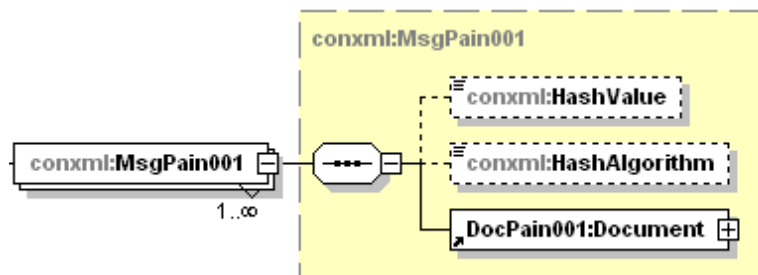 conxml:MsgPain001
conxml:HashValue
conxml:MsgPain001
conxml:HashAlgorithm
1..∞
DocPain001:Document